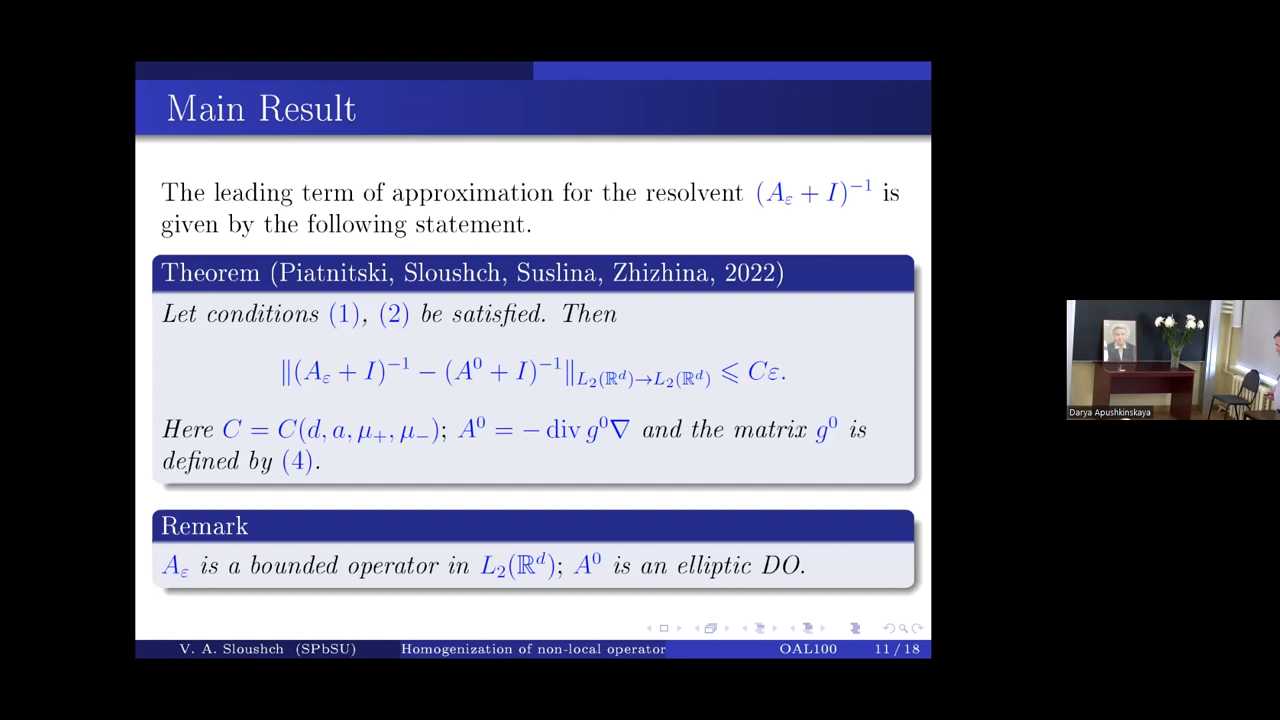 Main Result
The leading term of approximation for the resolvent (A_ε + I)^{−1} is
given by the following statement.
Theorem (Piatnitski, Sloushch, Suslina, Zhizhina, 2022)
Let conditions (1), (2) be satisfied. Then
‖(A_ε + I)^{−1} − (A^0 + I)^{−1}‖_{L_2(ℝ^d)→L_2(ℝ^d)} ⩽ Cε.
Here C = C(d, a, μ_+, μ_−); A^0 = − div g^0∇ and the matrix g^0 is
defined by (4).
Remark
A_ε is a bounded operator in L_2(ℝ^d); A^0 is an elliptic DO.
V. A. Sloushch (SPbSU) Homogenization of non-local operator OAL100 11 / 18
Darya Apushkinskaya